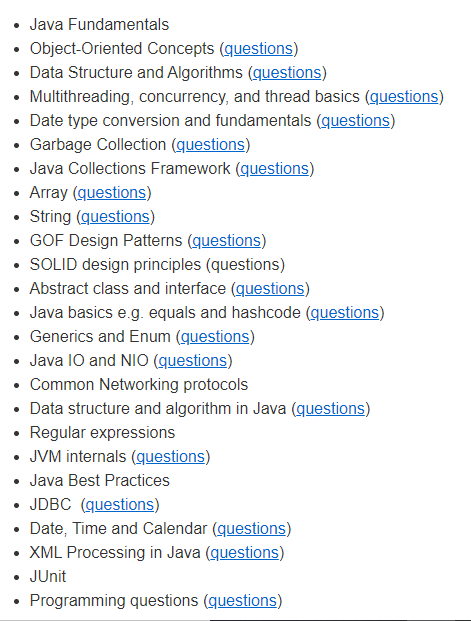 Java Fundamentals
Object-Oriented Concepts (questions)
Data Structure and Algorithms (questions)
Multithreading, concurrency, and thread basics (questions)
Date type conversion and fundamentals (questions)
Garbage Collection (questions)
Java Collections Framework (questions)
Array (questions)
String (questions)
GOF Design Patterns (questions)
SOLID design principles (questions)
Abstract class and interface (questions)
Java basics e.g. equals and hashcode (questions)
Generics and Enum (questions)
Java IO and NIO (questions)
Common Networking protocols
Data structure and algorithm in Java (questions)
Regular expressions
JVM internals (questions)
Java Best Practices
JDBC (questions)
Date, Time and Calendar (questions)
XML Processing in Java (questions)
JUnit
Programming questions (questions)